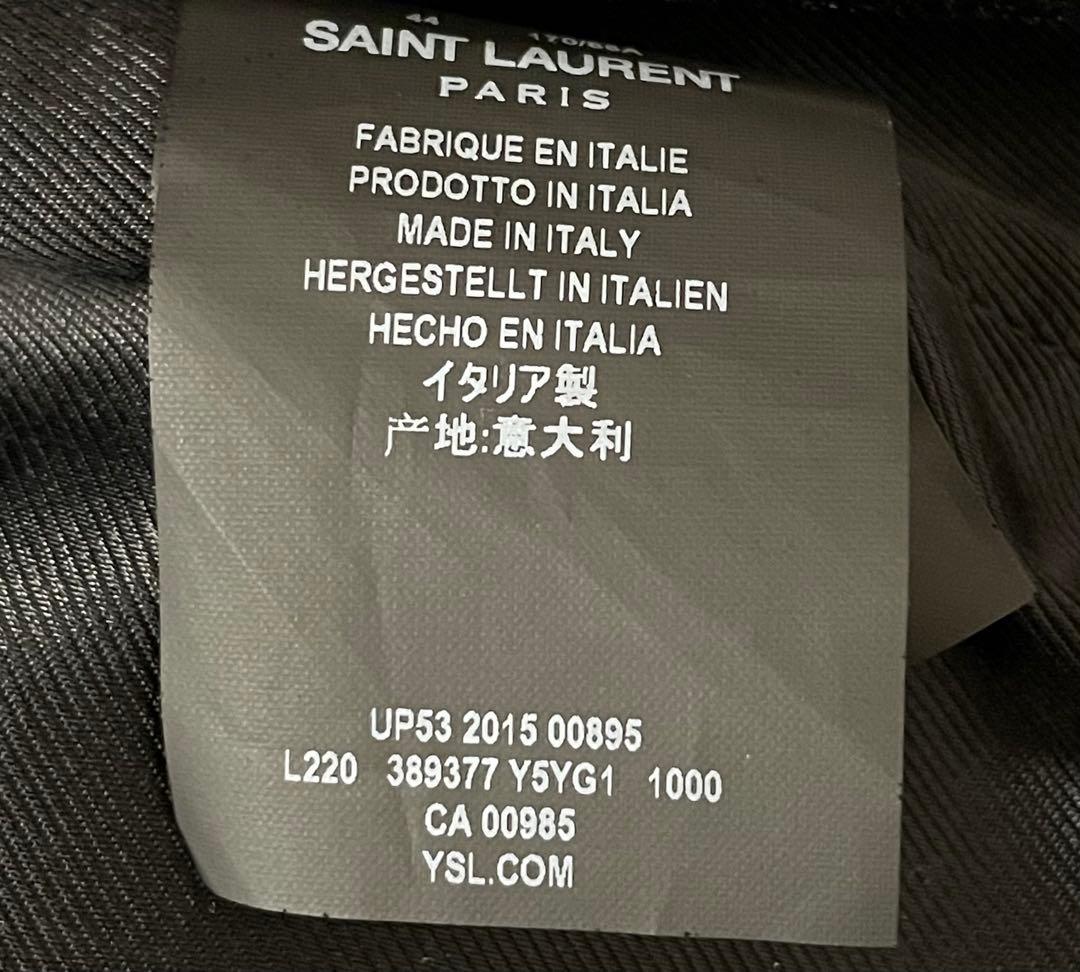 44
SAINT LAURENT
PARIS
FABRIQUE EN ITALIE
PRODOTTO IN ITALIA
MADE IN ITALY
HERGESTELLT IN ITALIEN
HECHO EN ITALIA
イタリア製
产地:意大利
UP53 2015 00895
L220 389377 Y5YG1 1000
CA 00985
YSL.COM